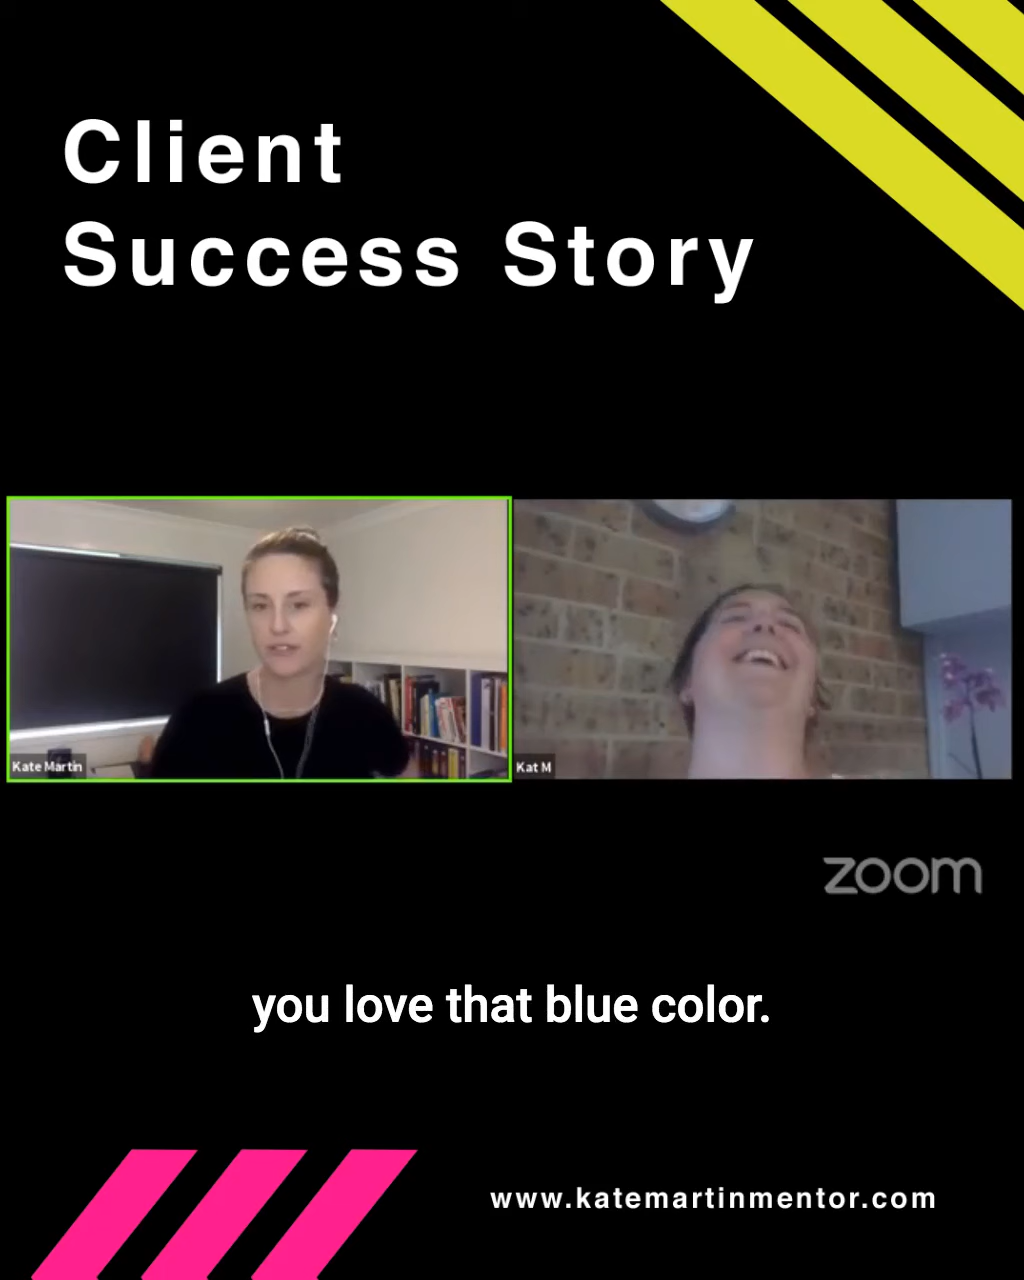 Client
Success Story
Kate Martin
Kat M
zoom
you love that blue color.
www.katemartinmentor.com